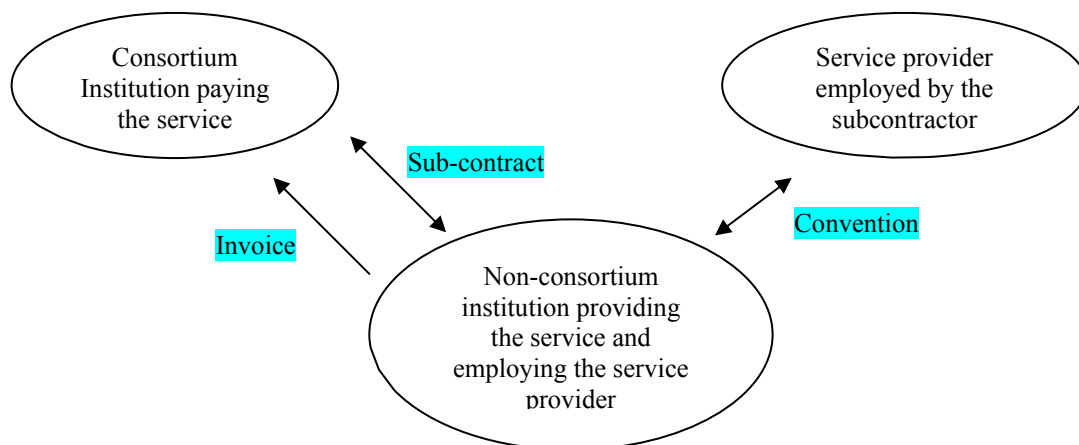 Consortium
Institution paying
the service
Service provider
employed by the
subcontractor
Sub-contract
Invoice
Convention
Non-consortium
institution providing
the service and
employing the service
provider